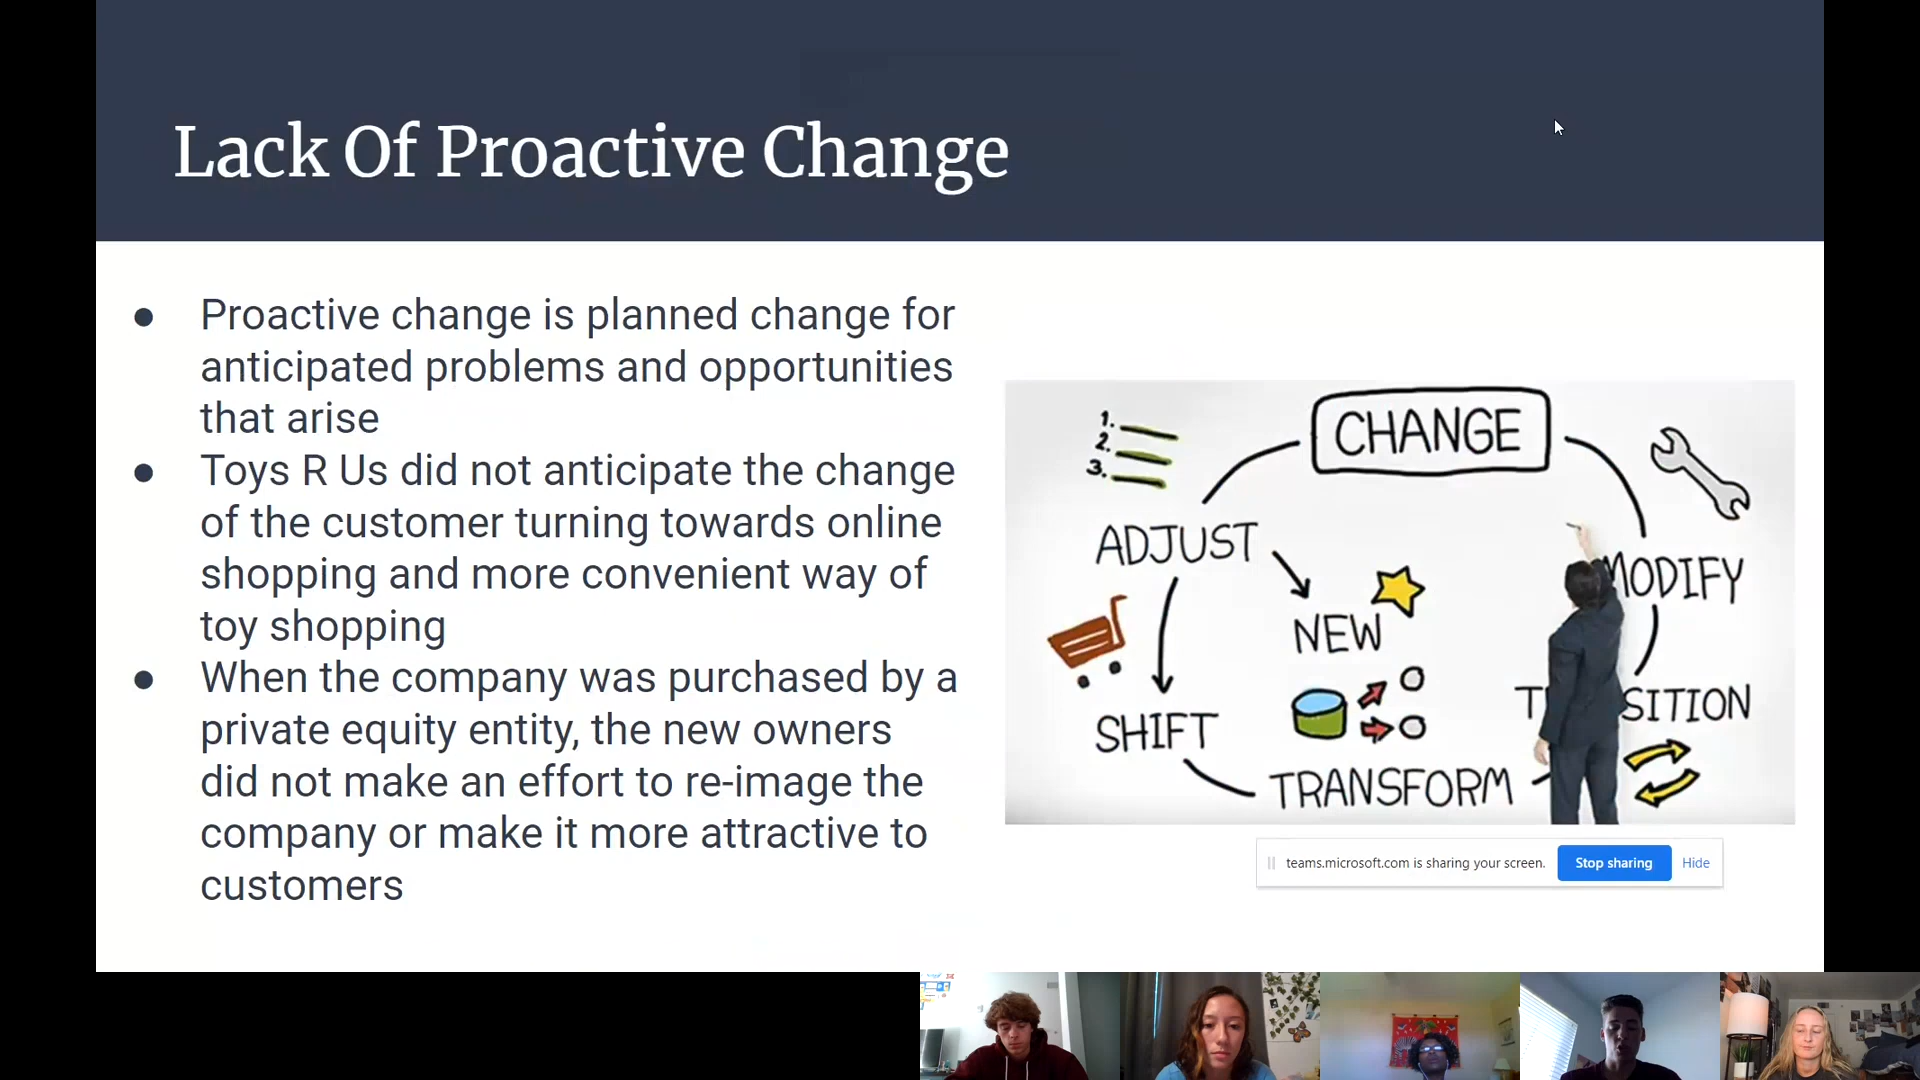 Lack Of Proactive Change
● Proactive change is planned change for
anticipated problems and opportunities
that arise
● Toys R Us did not anticipate the change
of the customer turning towards online
shopping and more convenient way of
toy shopping
● When the company was purchased by a
private equity entity, the new owners
did not make an effort to re-image the
company or make it more attractive to
customers
CHANGE
1.
2.
3.
ADJUST
MODIFY
NEW
SITION
SHIFT
TRANSFORM
teams.microsoft.com is sharing your screen.
Stop sharing
Hide